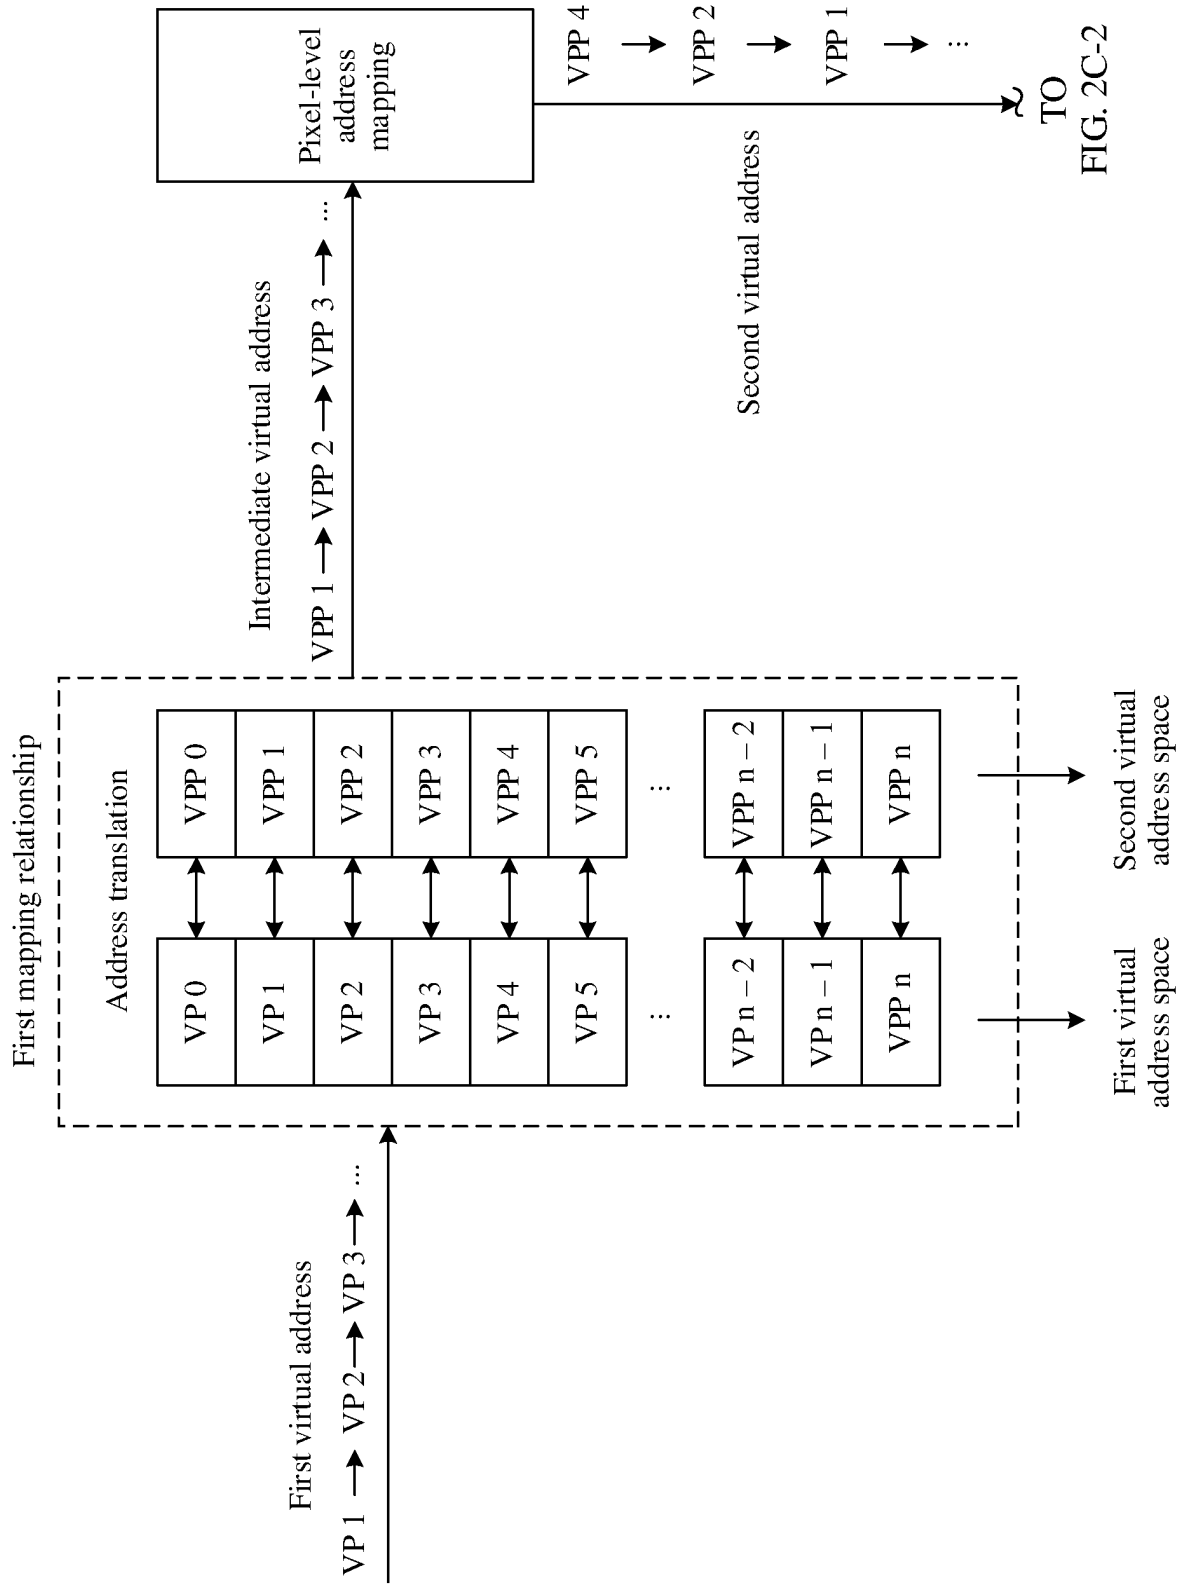 First mapping relationship
Address translation
First virtual address
VP 1 → VP 2 → VP 3 → ...
VP 0
VP 1
VP 2
VP 3
VP 4
VP 5
...
VP n – 2
VP n – 1
VPP n
First virtual
address space
VPP 0
VPP 1
VPP 2
VPP 3
VPP 4
VPP 5
...
VPP n – 2
VPP n – 1
VPP n
Second virtual
address space
Intermediate virtual address
VPP 1 → VPP 2 → VPP 3 → ...
Pixel-level
address
mapping
Second virtual address
VPP 4
VPP 2
VPP 1
...
TO
FIG. 2C-2